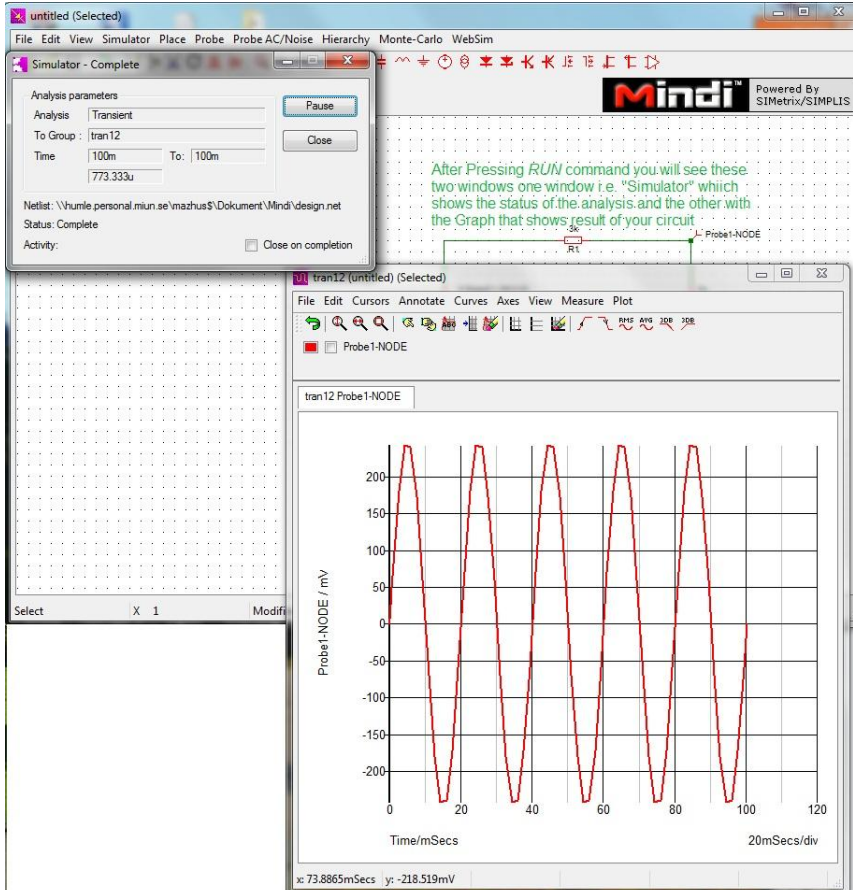 untitled (Selected)
File Edit View Simulator Place Probe Probe AC/Noise Hierarchy Monte-Carlo WebSim
Simulator - Complete
Analysis parameters
Analysis Transient
To Group : tran12
Time 100m To: 100m
773.333u
Pause
Close
Netlist: \\humle.personal.miun.se\mazhus$\Dokument\Mindi\design.net
Status: Complete
Activity:
Close on completion
Mindi™ Powered By
SIMetrix/SIMPLIS
After Pressing RUN command you will see these
two windows one window i.e. "Simulator" whiich
shows the status of the analysis and the other with
the Graph that shows result of your circuit
3k
R1
Probe1-NODE
tran12 (untitled) (Selected)
File Edit Cursors Annotate Curves Axes View Measure Plot
ABC RMS AVG 3DB 3DB
Probe1-NODE
tran12 Probe1-NODE
Probe1-NODE / mV
200
150
100
50
0
-50
-100
-150
-200
0 20 40 60 80 100 120
Time/mSecs 20mSecs/div
x: 73.8865mSecs y: -218.519mV
Select X 1 Modifi